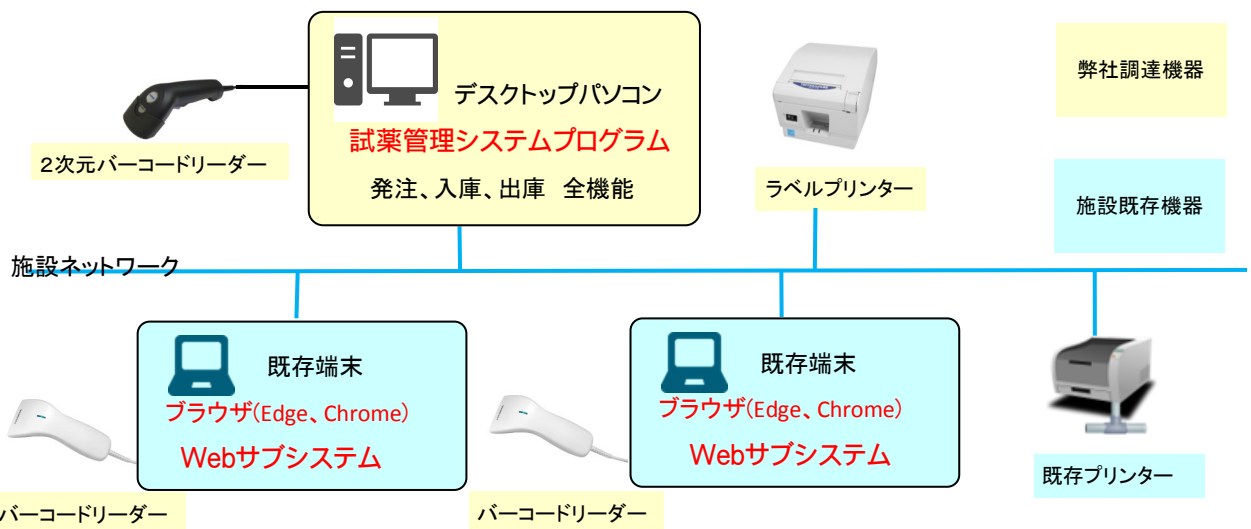 デスクトップパソコン
試薬管理システムプログラム
発注、入庫、出庫 全機能
2次元バーコードリーダー
ラベルプリンター
弊社調達機器
施設既存機器
施設ネットワーク
既存端末
ブラウザ(Edge、Chrome)
Webサブシステム
バーコードリーダー
既存端末
ブラウザ(Edge、Chrome)
Webサブシステム
バーコードリーダー
既存プリンター